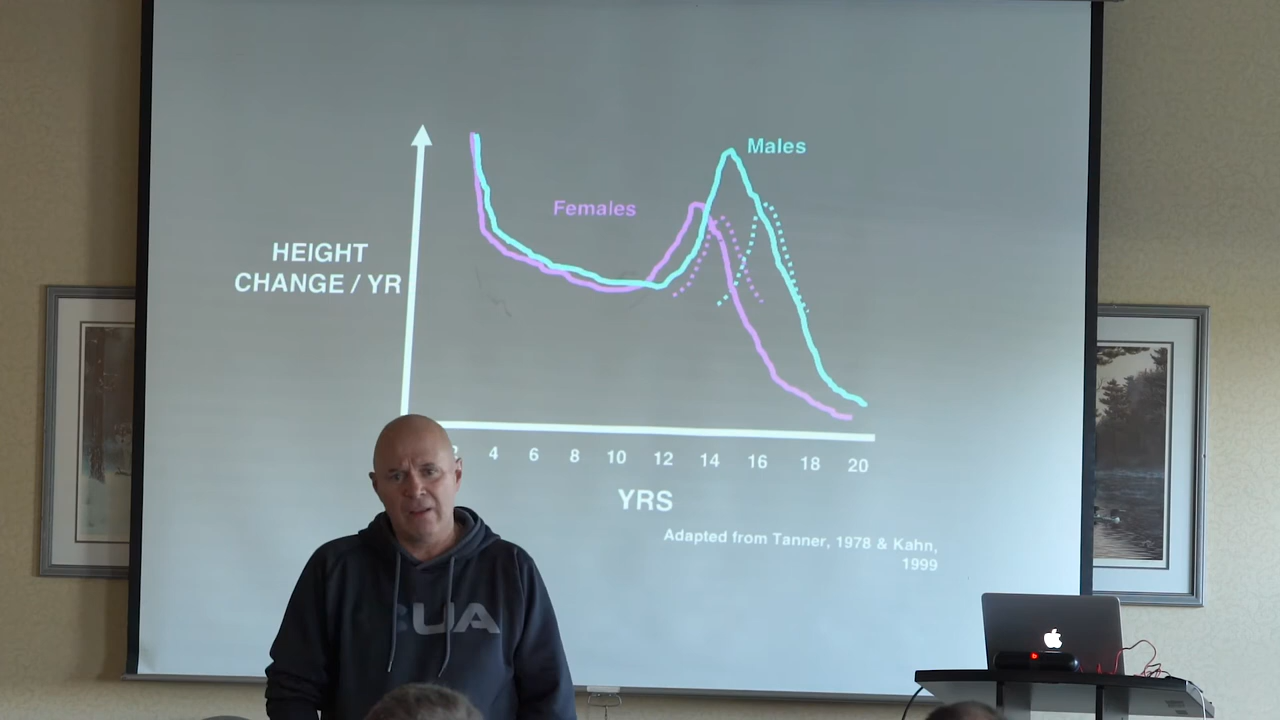 Males
Females
HEIGHT
CHANGE / YR
4 6 8 10 12 14 16 18 20
YRS
Adapted from Tanner, 1978 & Kahn,
1999
UA